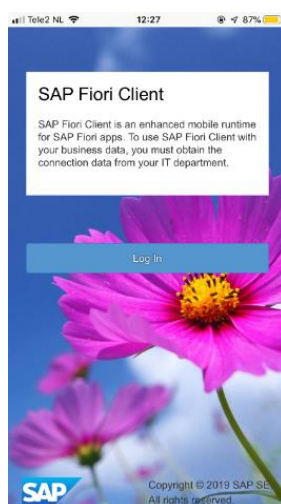 Tele2 NL 12:27 87%
SAP Fiori Client
SAP Fiori Client is an enhanced mobile runtime
for SAP Fiori apps. To use SAP Fiori Client with
your business data, you must obtain the
connection data from your IT department.
Log In
SAP
Copyright © 2019 SAP SE
All rights reserved.